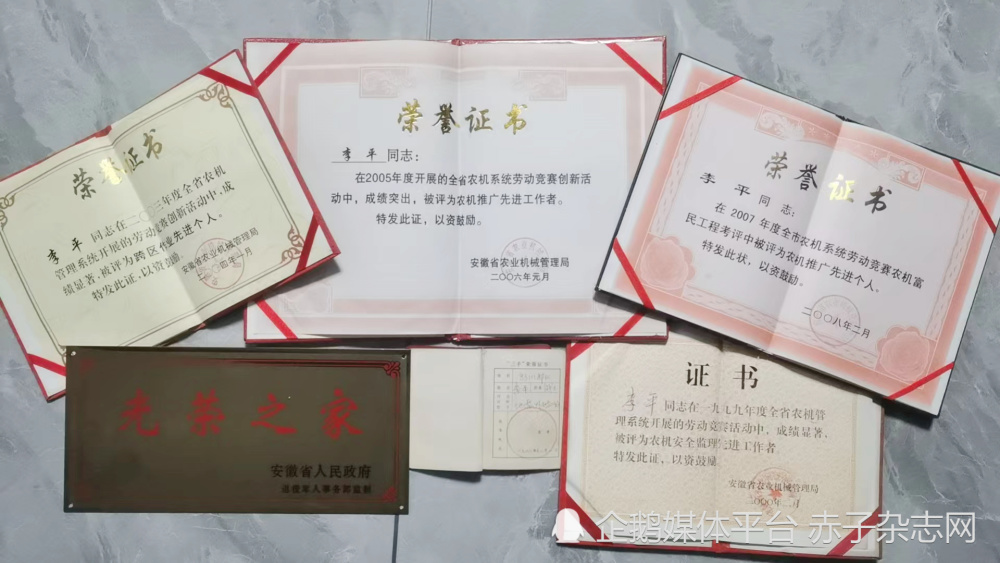 荣誉证书
李平 同志在二〇〇三年度全省农机
管理系统开展的劳动竞赛创新活动中，成
绩显著，被评为跨区作业先进个人。
特发此证，以资鼓励
安徽省农业机械管理局
二〇〇四年一月
荣誉证书
李平 同志：
在2005年度开展的全省农机系统劳动竞赛创新活
动中，成绩突出，被评为农机推广先进工作者。
特发此证，以资鼓励。
安徽省农业机械管理局
二〇〇六年元月
荣誉证书
李平 同志：
在2007年度全市农机系统劳动竞赛农机富
民工程考评中被评为农机推广先进个人。
特发此状，以资鼓励。
二〇〇八年二月
光荣之家
安徽省人民政府
退役军人事务部监制
证书
李平 同志在一九九九年度全省农机管
理系统开展的劳动竞赛活动中，成绩显著，
被评为农机安全监理先进工作者
特发此证，以资鼓励
安徽省农业机械管理局
企鹅媒体平台 赤子杂志网